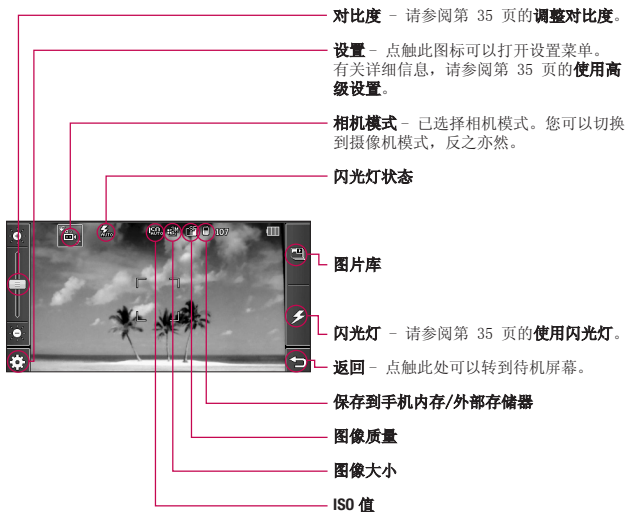 对比度 – 请参阅第 35 页的调整对比度。
设置 – 点触此图标可以打开设置菜单。
有关详细信息，请参阅第 35 页的使用高
级设置。
相机模式 – 已选择相机模式。您可以切换
到摄像机模式，反之亦然。
闪光灯状态
AUTO
ISO
AUTO
107
图片库
闪光灯 – 请参阅第 35 页的使用闪光灯。
返回 – 点触此处可以转到待机屏幕。
保存到手机内存/外部存储器
图像质量
图像大小
ISO 值